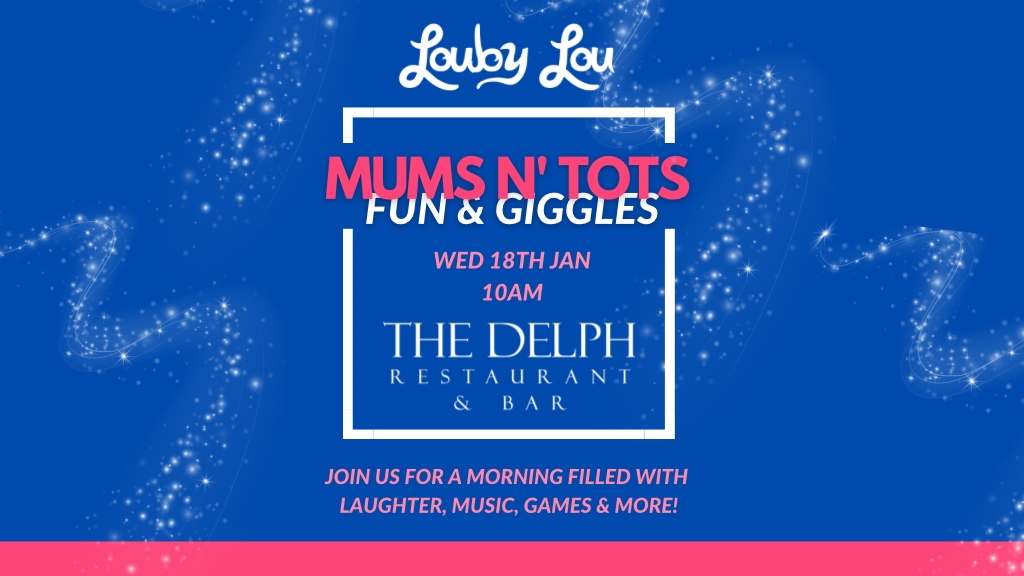 Louby Lou
MUMS N' TOTS
FUN & GIGGLES
WED 18TH JAN
10AM
THE DELPH
RESTAURANT
& BAR
JOIN US FOR A MORNING FILLED WITH
LAUGHTER, MUSIC, GAMES & MORE!